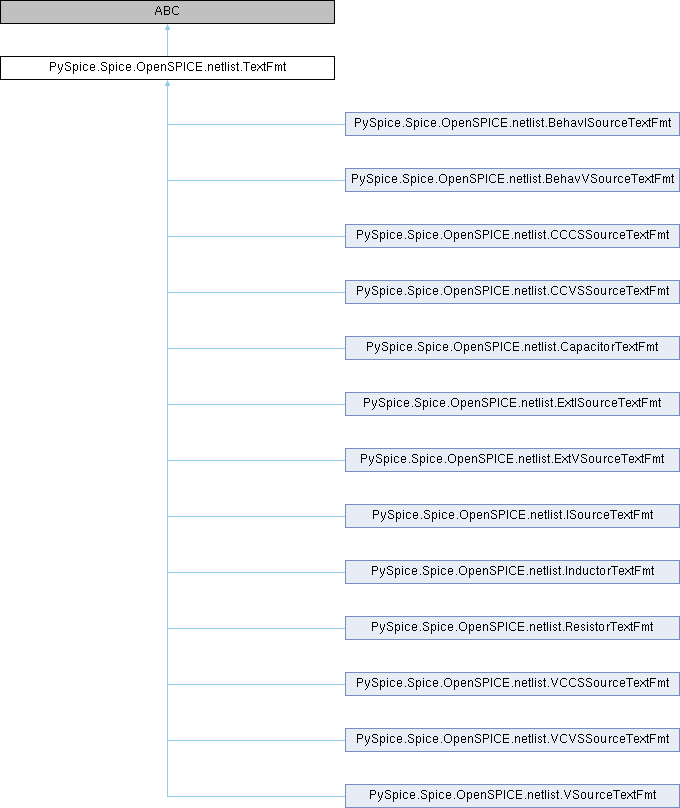 ABC
PySpice.Spice.OpenSPICE.netlist.TextFmt
PySpice.Spice.OpenSPICE.netlist.BehavISourceTextFmt
PySpice.Spice.OpenSPICE.netlist.BehavVSourceTextFmt
PySpice.Spice.OpenSPICE.netlist.CCCSSourceTextFmt
PySpice.Spice.OpenSPICE.netlist.CCVSSourceTextFmt
PySpice.Spice.OpenSPICE.netlist.CapacitorTextFmt
PySpice.Spice.OpenSPICE.netlist.ExtISourceTextFmt
PySpice.Spice.OpenSPICE.netlist.ExtVSourceTextFmt
PySpice.Spice.OpenSPICE.netlist.ISourceTextFmt
PySpice.Spice.OpenSPICE.netlist.InductorTextFmt
PySpice.Spice.OpenSPICE.netlist.ResistorTextFmt
PySpice.Spice.OpenSPICE.netlist.VCCSSourceTextFmt
PySpice.Spice.OpenSPICE.netlist.VCVSSourceTextFmt
PySpice.Spice.OpenSPICE.netlist.VSourceTextFmt